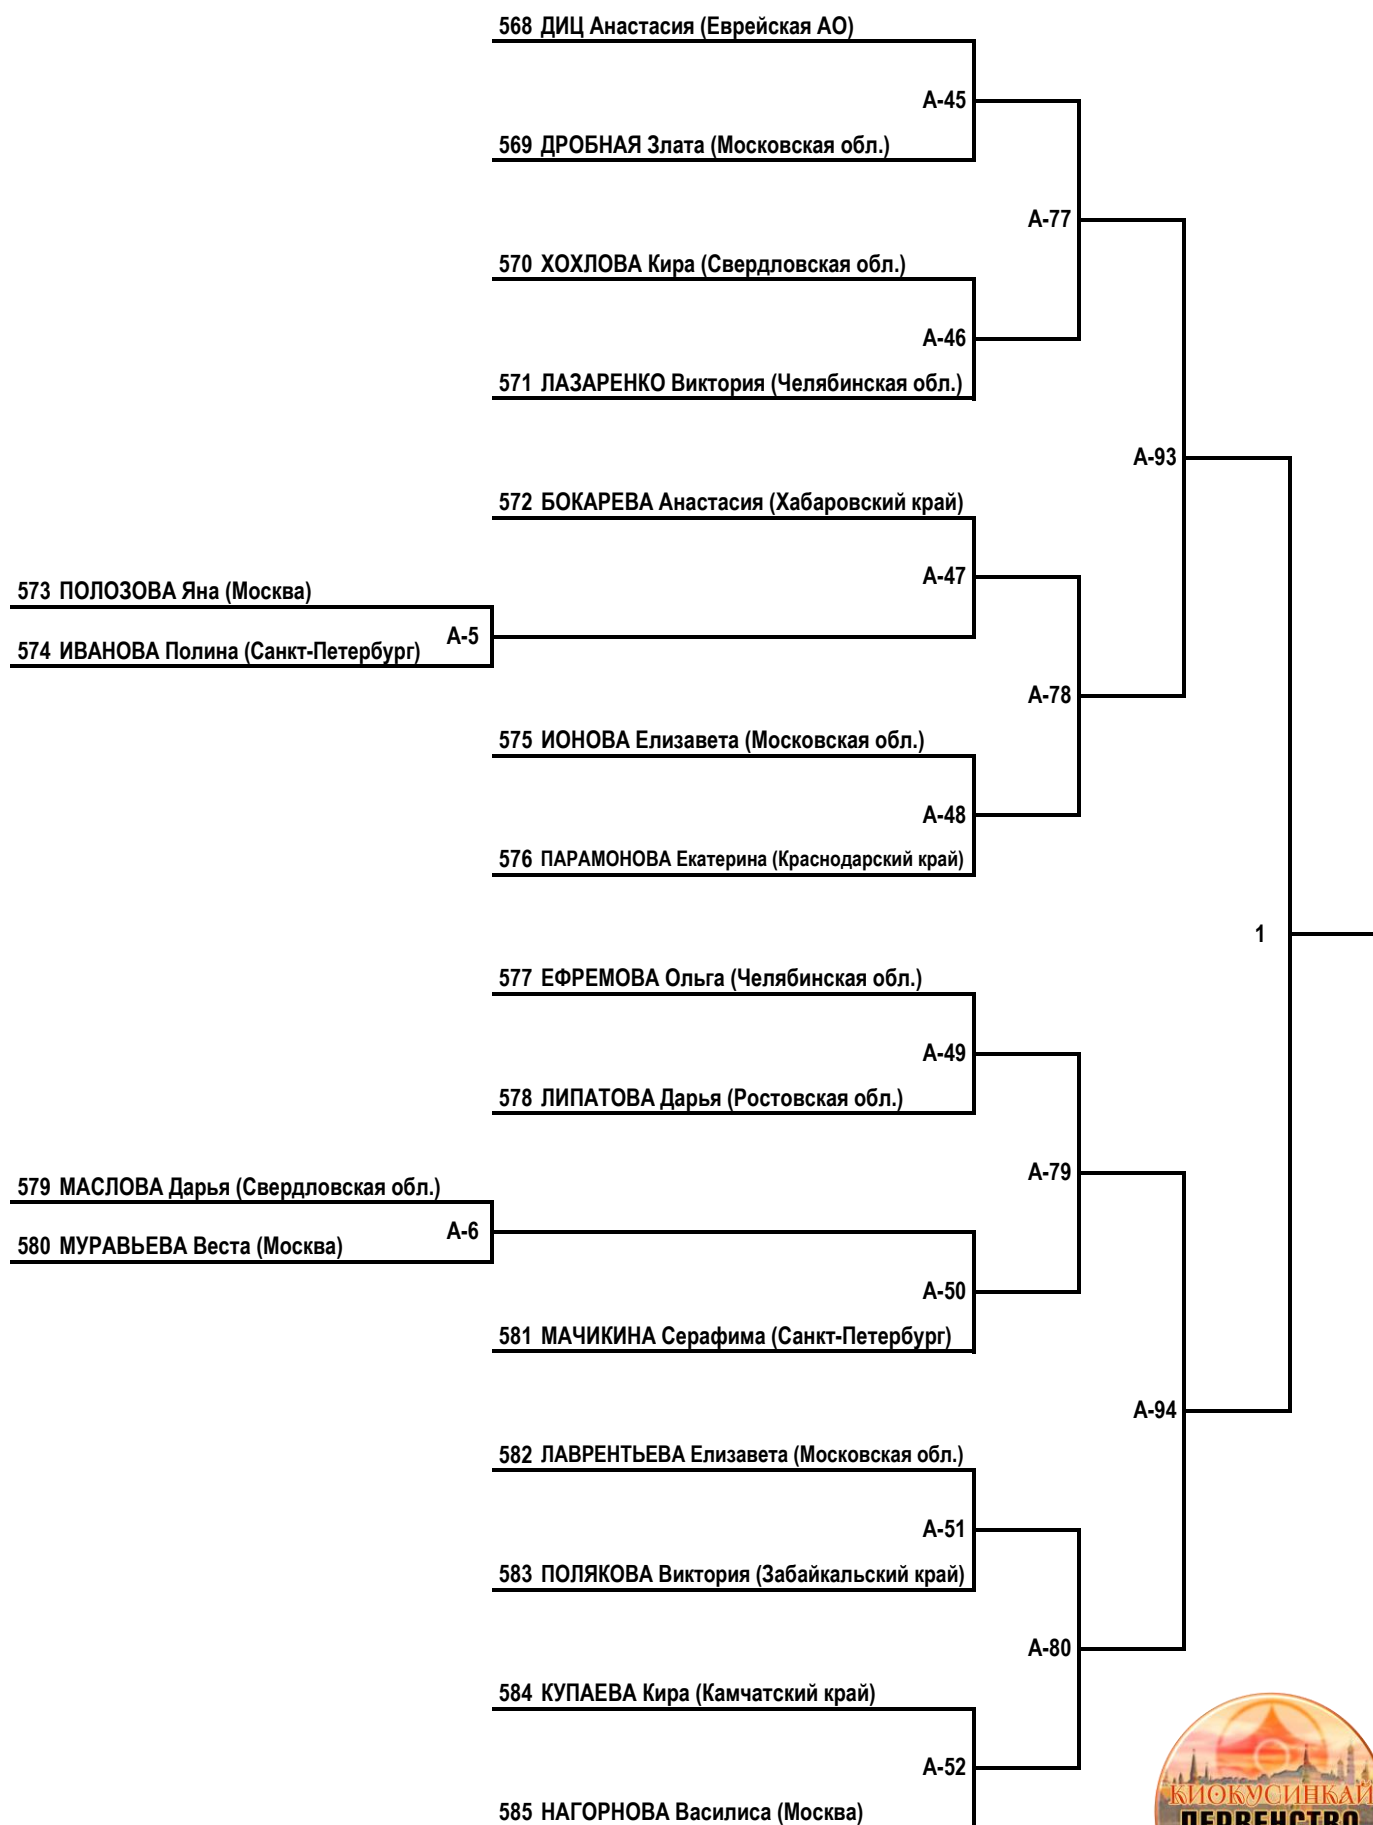 568 ДИЦ Анастасия (Еврейская АО)
А-45
569 ДРОБНАЯ Злата (Московская обл.)
А-77
570 ХОХЛОВА Кира (Свердловская обл.)
А-46
571 ЛАЗАРЕНКО Виктория (Челябинская обл.)
А-93
572 БОКАРЕВА Анастасия (Хабаровский край)
А-47
573 ПОЛОЗОВА Яна (Москва)
А-5
574 ИВАНОВА Полина (Санкт-Петербург)
А-78
575 ИОНОВА Елизавета (Московская обл.)
А-48
576 ПАРАМОНОВА Екатерина (Краснодарский край)
1
577 ЕФРЕМОВА Ольга (Челябинская обл.)
А-49
578 ЛИПАТОВА Дарья (Ростовская обл.)
А-79
579 МАСЛОВА Дарья (Свердловская обл.)
А-6
580 МУРАВЬЕВА Веста (Москва)
А-50
581 МАЧИКИНА Серафима (Санкт-Петербург)
А-94
582 ЛАВРЕНТЬЕВА Елизавета (Московская обл.)
А-51
583 ПОЛЯКОВА Виктория (Забайкальский край)
А-80
584 КУПАЕВА Кира (Камчатский край)
А-52
585 НАГОРНОВА Василиса (Москва)
КИОКУСИНКАЙ
ПЕРВЕНСТВО